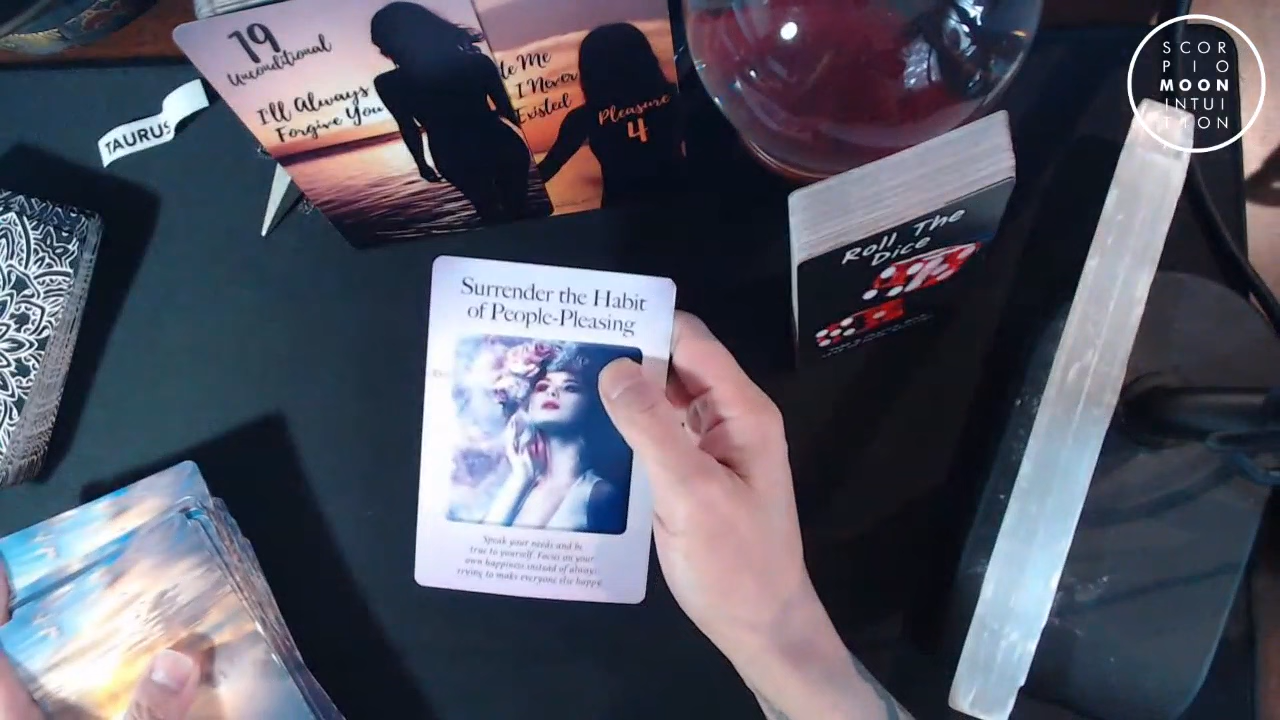 19
Unconditional
I'll Always
Forgive You
Me
I Never
Existed
Pleasure
4
TAURUS
Roll The
Dice
Surrender the Habit
of People-Pleasing
Speak your needs and be
true to yourself. Focus on your
own happiness instead of always
trying to make everyone else happy.
SCOR
PIO
MOON
INTUI
TION